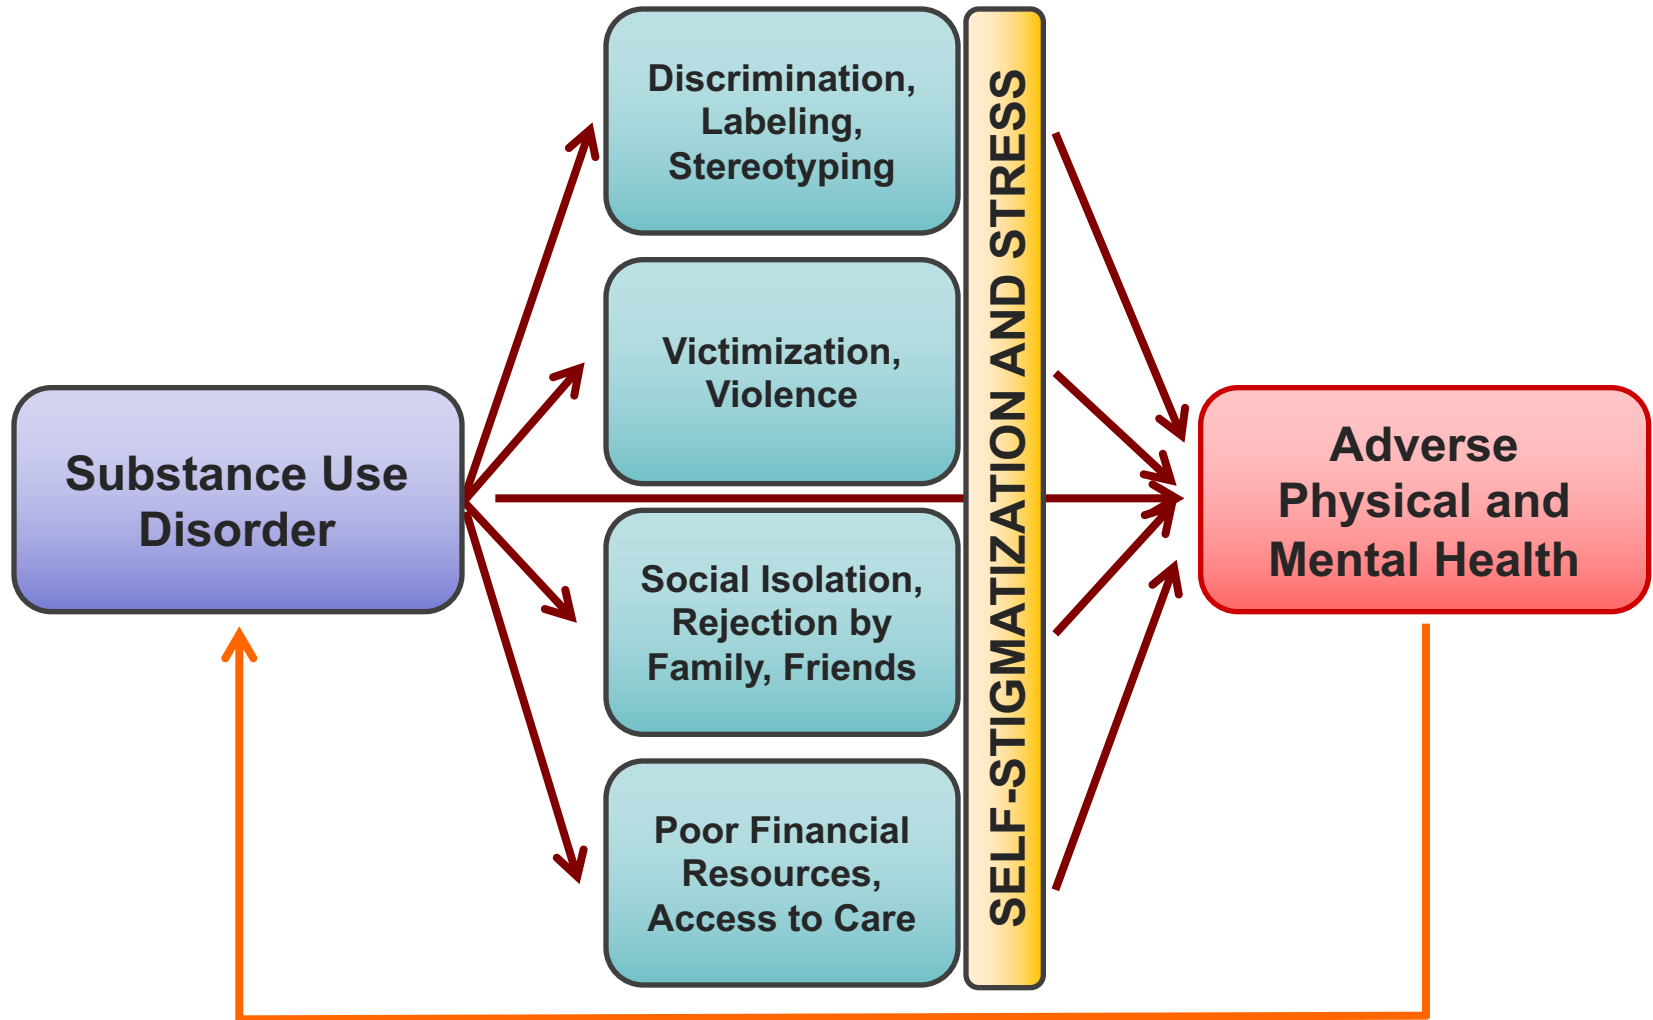 Substance Use
Disorder
Discrimination,
Labeling,
Stereotyping
Victimization,
Violence
Social Isolation,
Rejection by
Family, Friends
Poor Financial
Resources,
Access to Care
SELF-STIGMATIZATION AND STRESS
Adverse
Physical and
Mental Health